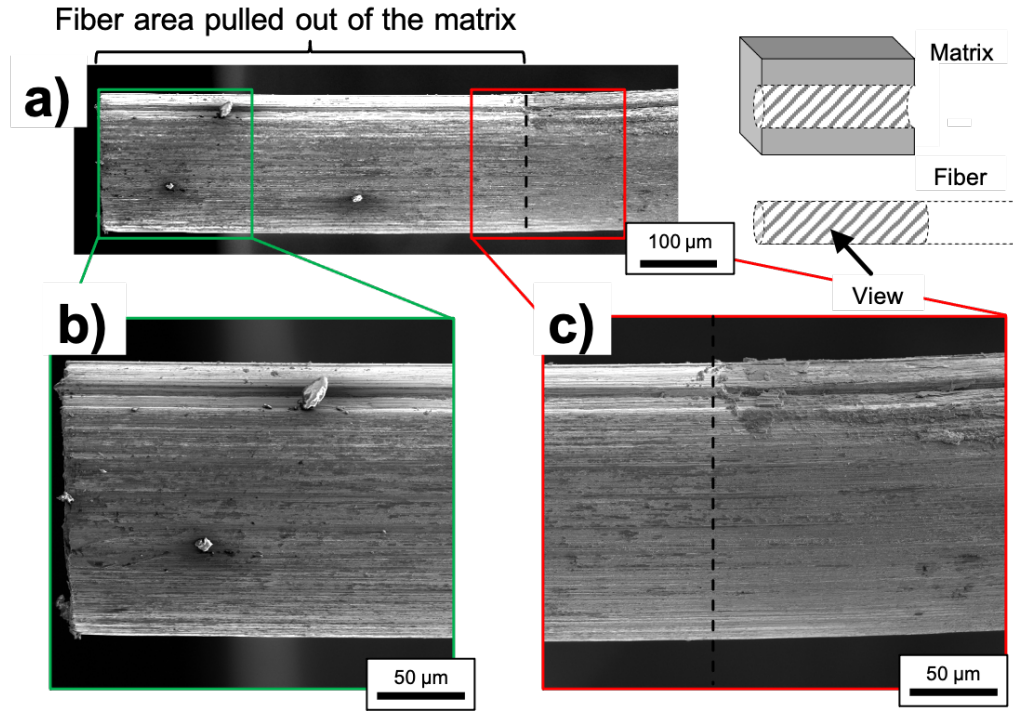 Fiber area pulled out of the matrix
a)
Matrix
Fiber
100 µm
View
b)
c)
50 µm
50 µm